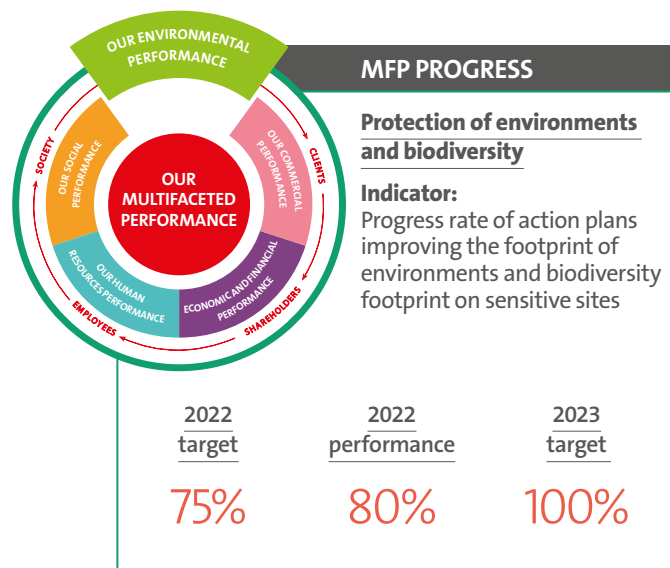 OUR ENVIRONMENTAL
PERFORMANCE
MFP PROGRESS
Protection of environments
and biodiversity
Indicator:
Progress rate of action plans
improving the footprint of
environments and biodiversity
footprint on sensitive sites
SOCIETY
CLIENTS
SHAREHOLDERS
EMPLOYEES
OUR SOCIAL
PERFORMANCE
OUR COMMERCIAL
PERFORMANCE
ECONOMIC AND FINANCIAL
PERFORMANCE
OUR HUMAN
RESOURCES PERFORMANCE
OUR
MULTIFACETED
PERFORMANCE
2022
target
75%
2022
performance
80%
2023
target
100%